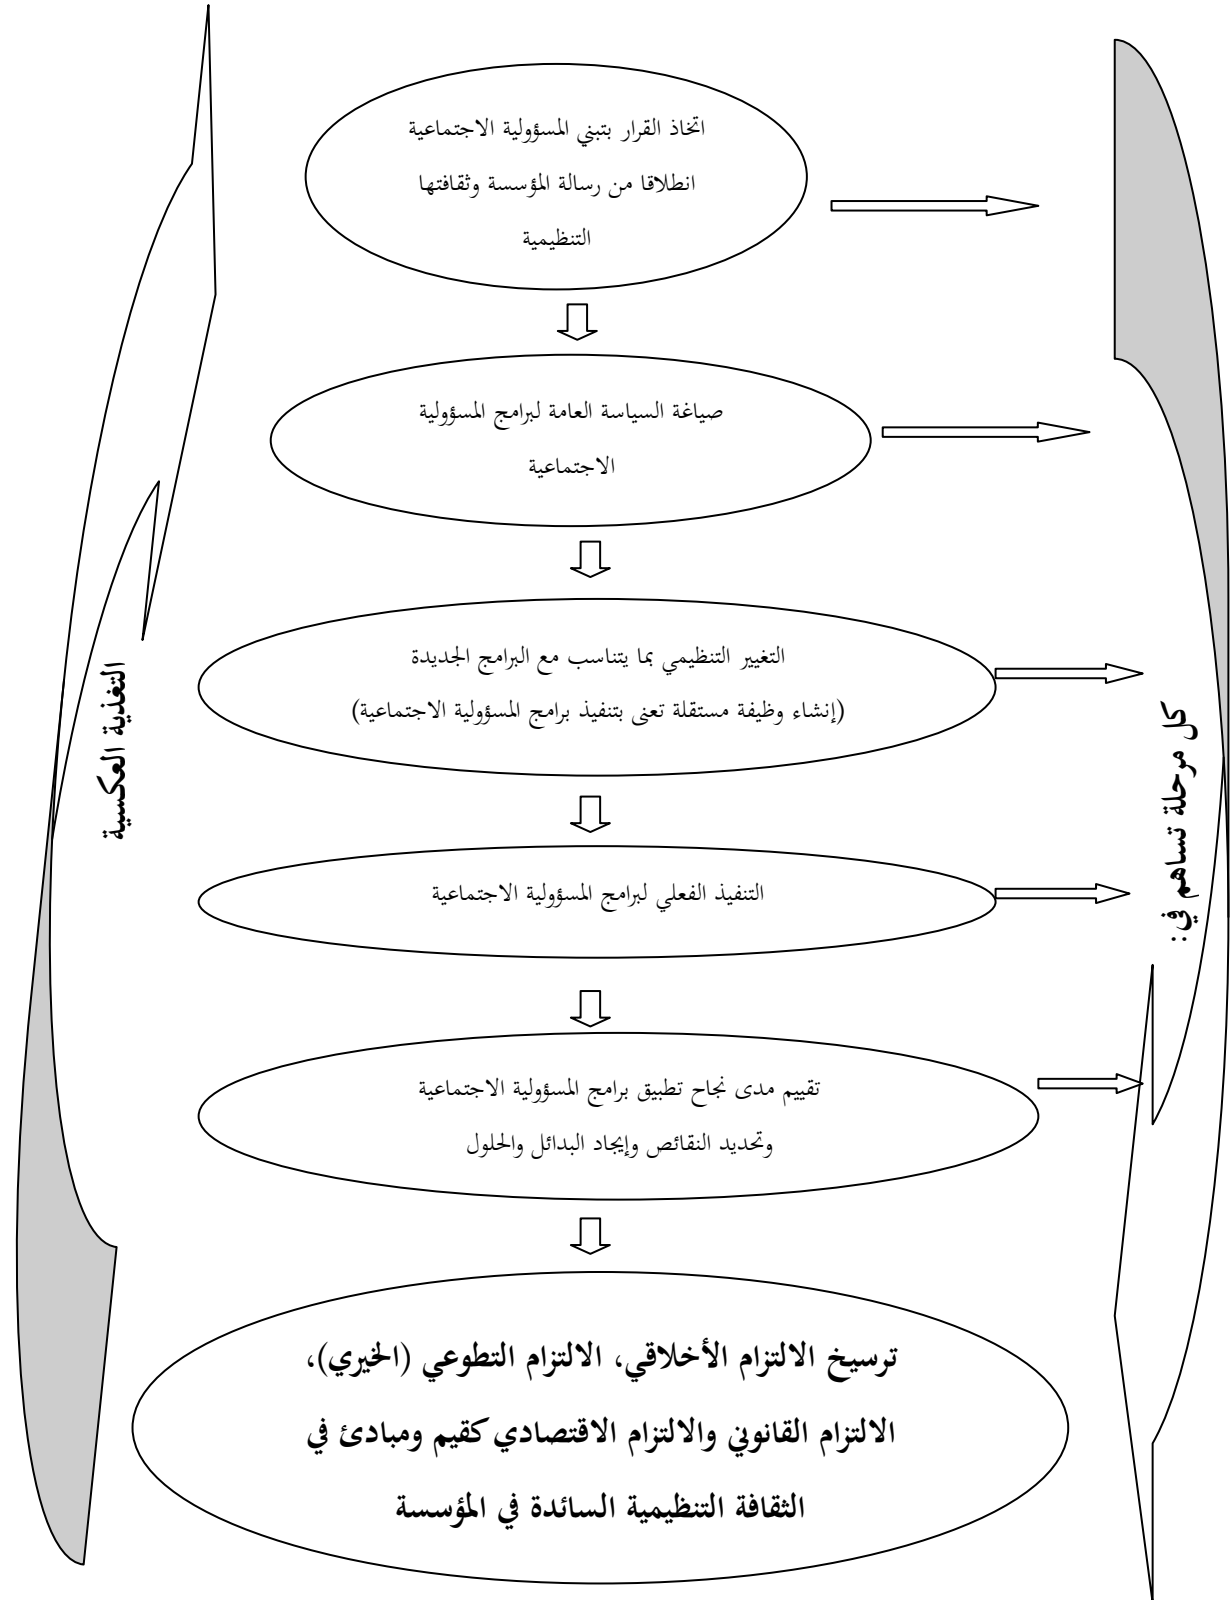 اتخاذ القرار بتبني المسؤولية الاجتماعية
انطلاقا من رسالة المؤسسة وثقافتها
التنظيمية
صياغة السياسة العامة لبرامج المسؤولية
الاجتماعية
التغيير التنظيمي بما يتناسب مع البرامج الجديدة
(إنشاء وظيفة مستقلة تعنى بتنفيذ برامج المسؤولية الاجتماعية)
التنفيذ الفعلي لبرامج المسؤولية الاجتماعية
تقييم مدى نجاح تطبيق برامج المسؤولية الاجتماعية
وتحديد النقائص وإيجاد البدائل والحلول
ترسيخ الالتزام الأخلاقي، الالتزام التطوعي (الخيري)،
الالتزام القانوني والالتزام الاقتصادي كقيم ومبادئ في
الثقافة التنظيمية السائدة في المؤسسة
كل مرحلة تساهم في:
التغذية العكسية